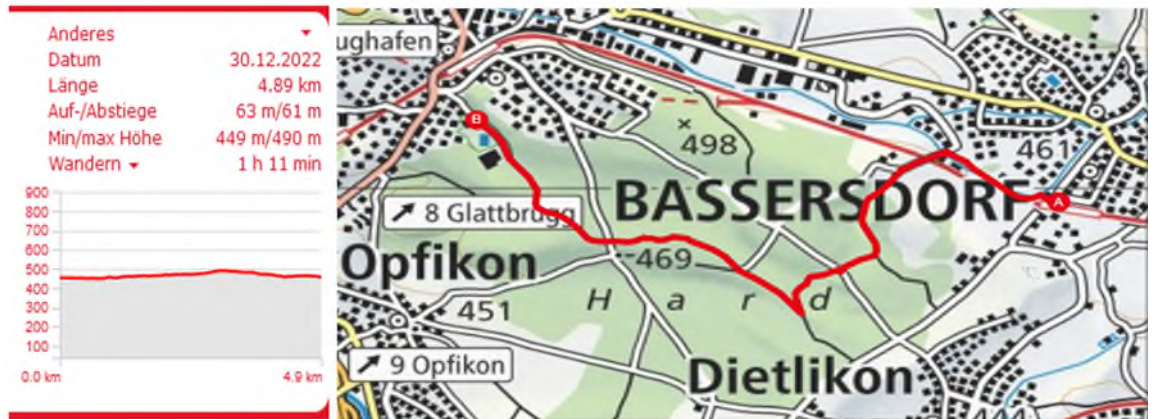 Anderes
Datum 30.12.2022
Länge 4.89 km
Auf-/Abstiege 63 m/61 m
Min/max Höhe 449 m/490 m
Wandern 1 h 11 min
900
800
700
600
500
400
300
200
100
0.0 km 4.9 km
ughafen
B
498
461
A
8 Glattbrugg
BASSERSDORF
Opfikon
469
451
H a r d
9 Opfikon
Dietlikon